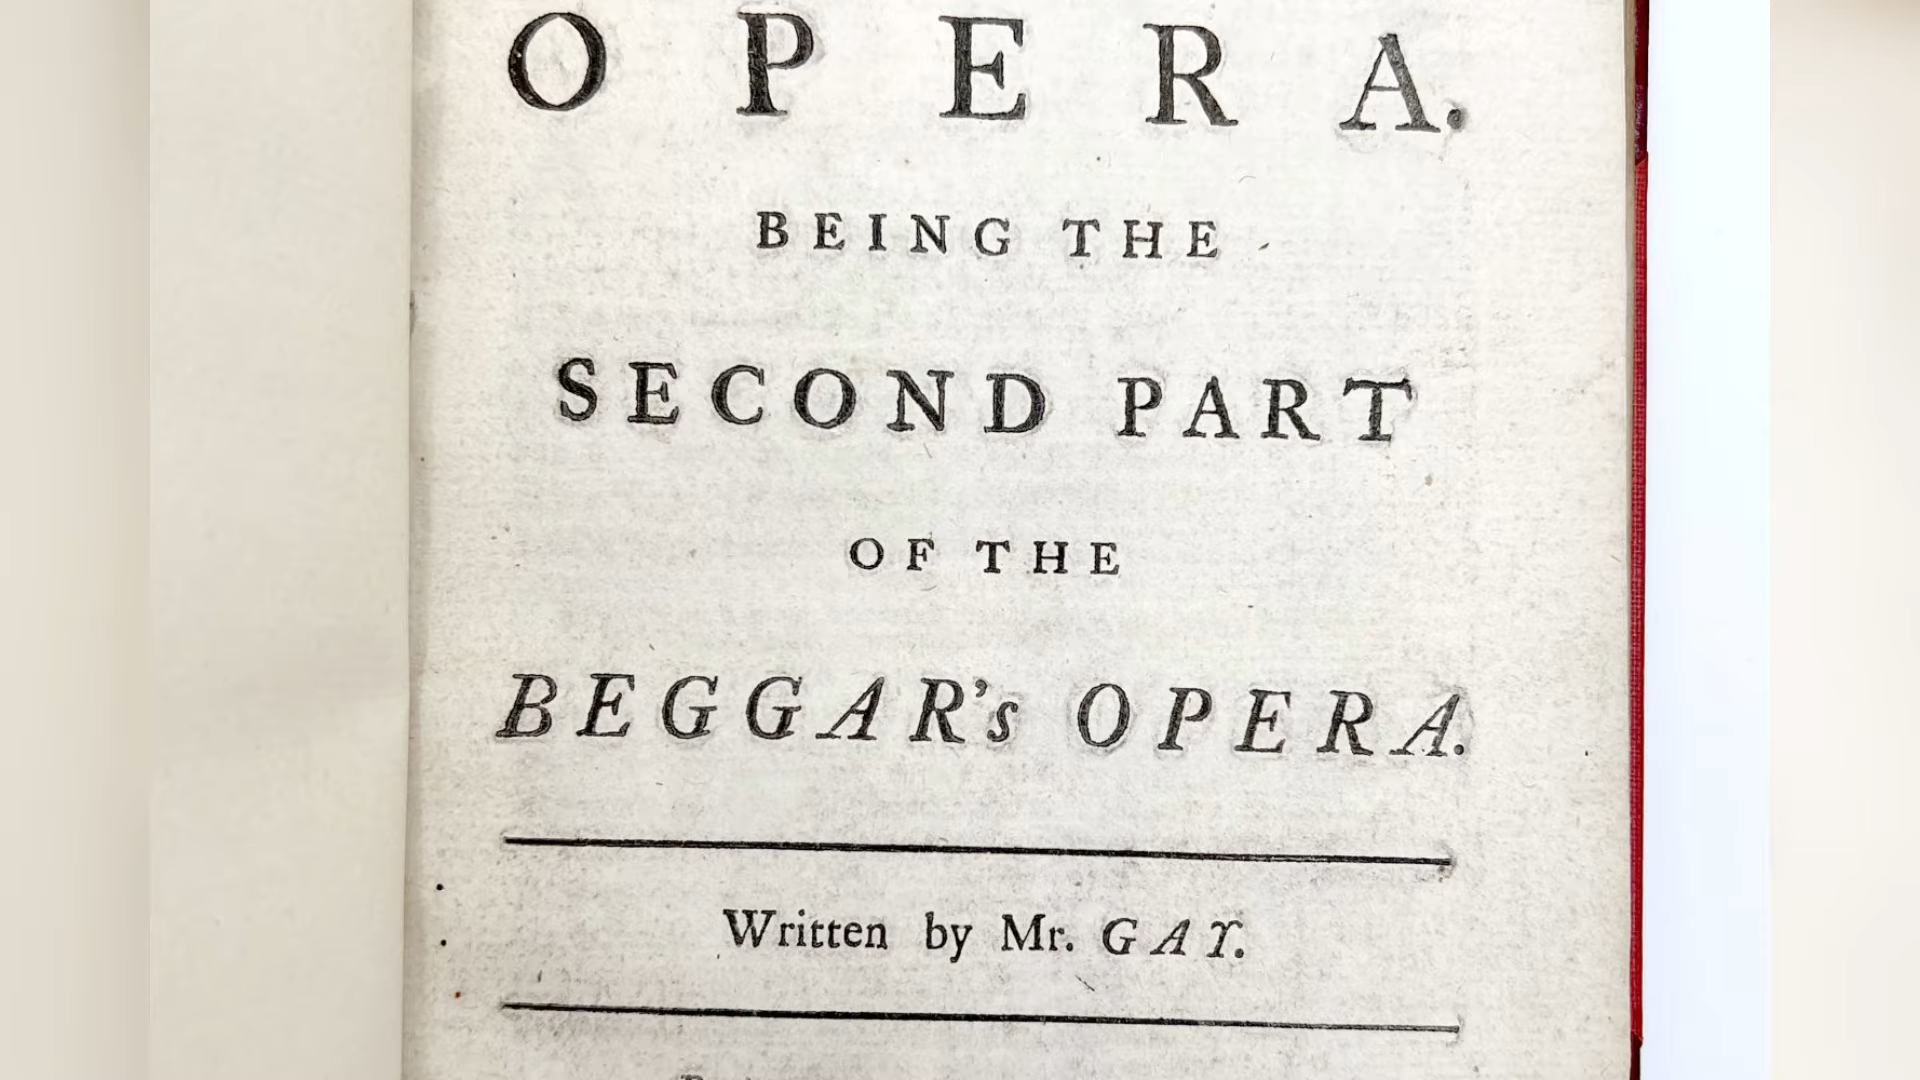 OPERA.
BEING THE
SECOND PART
OF THE
BEGGAR's OPERA.
Written by Mr. GAY.